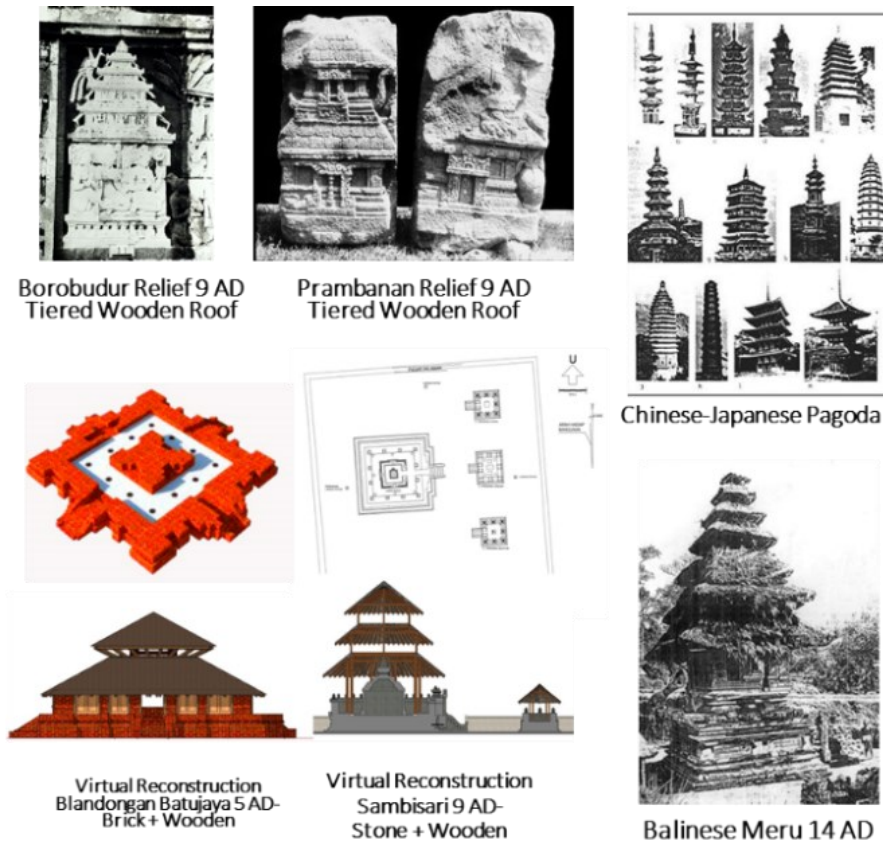 Borobudur Relief 9 AD
Tiered Wooden Roof
Prambanan Relief 9 AD
Tiered Wooden Roof
Chinese-Japanese Pagoda
U
Virtual Reconstruction
Blandongan Batujaya 5 AD-
Brick + Wooden
Virtual Reconstruction
Sambisari 9 AD-
Stone + Wooden
Balinese Meru 14 AD